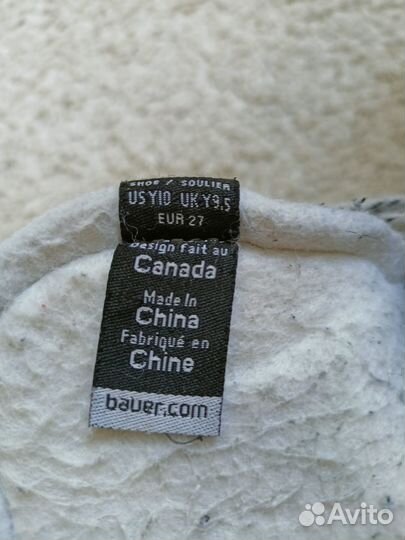 SHOE / SOULIER
US Y10 UK Y9.5
EUR 27
Design fait au
Canada
Made In
China
Fabriqué en
Chine
bauer.com
Avito